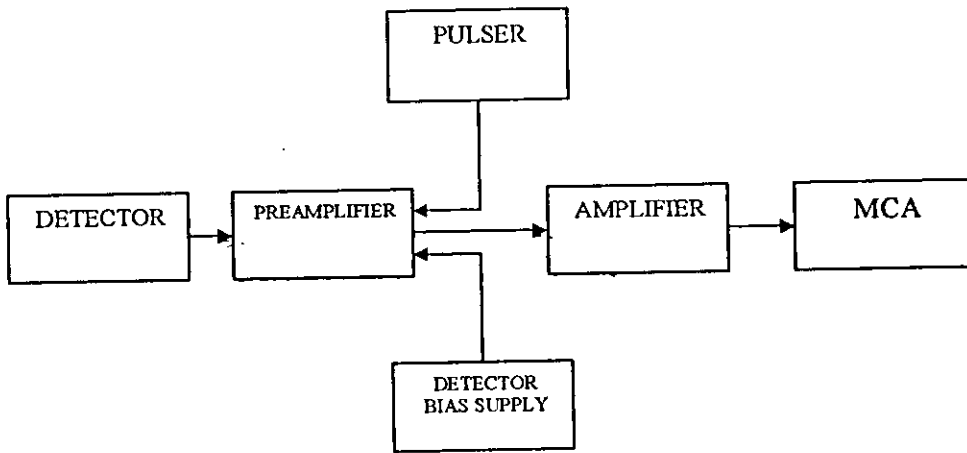 PULSER
DETECTOR
PREAMPLIFIER
AMPLIFIER
MCA
DETECTOR
BIAS SUPPLY